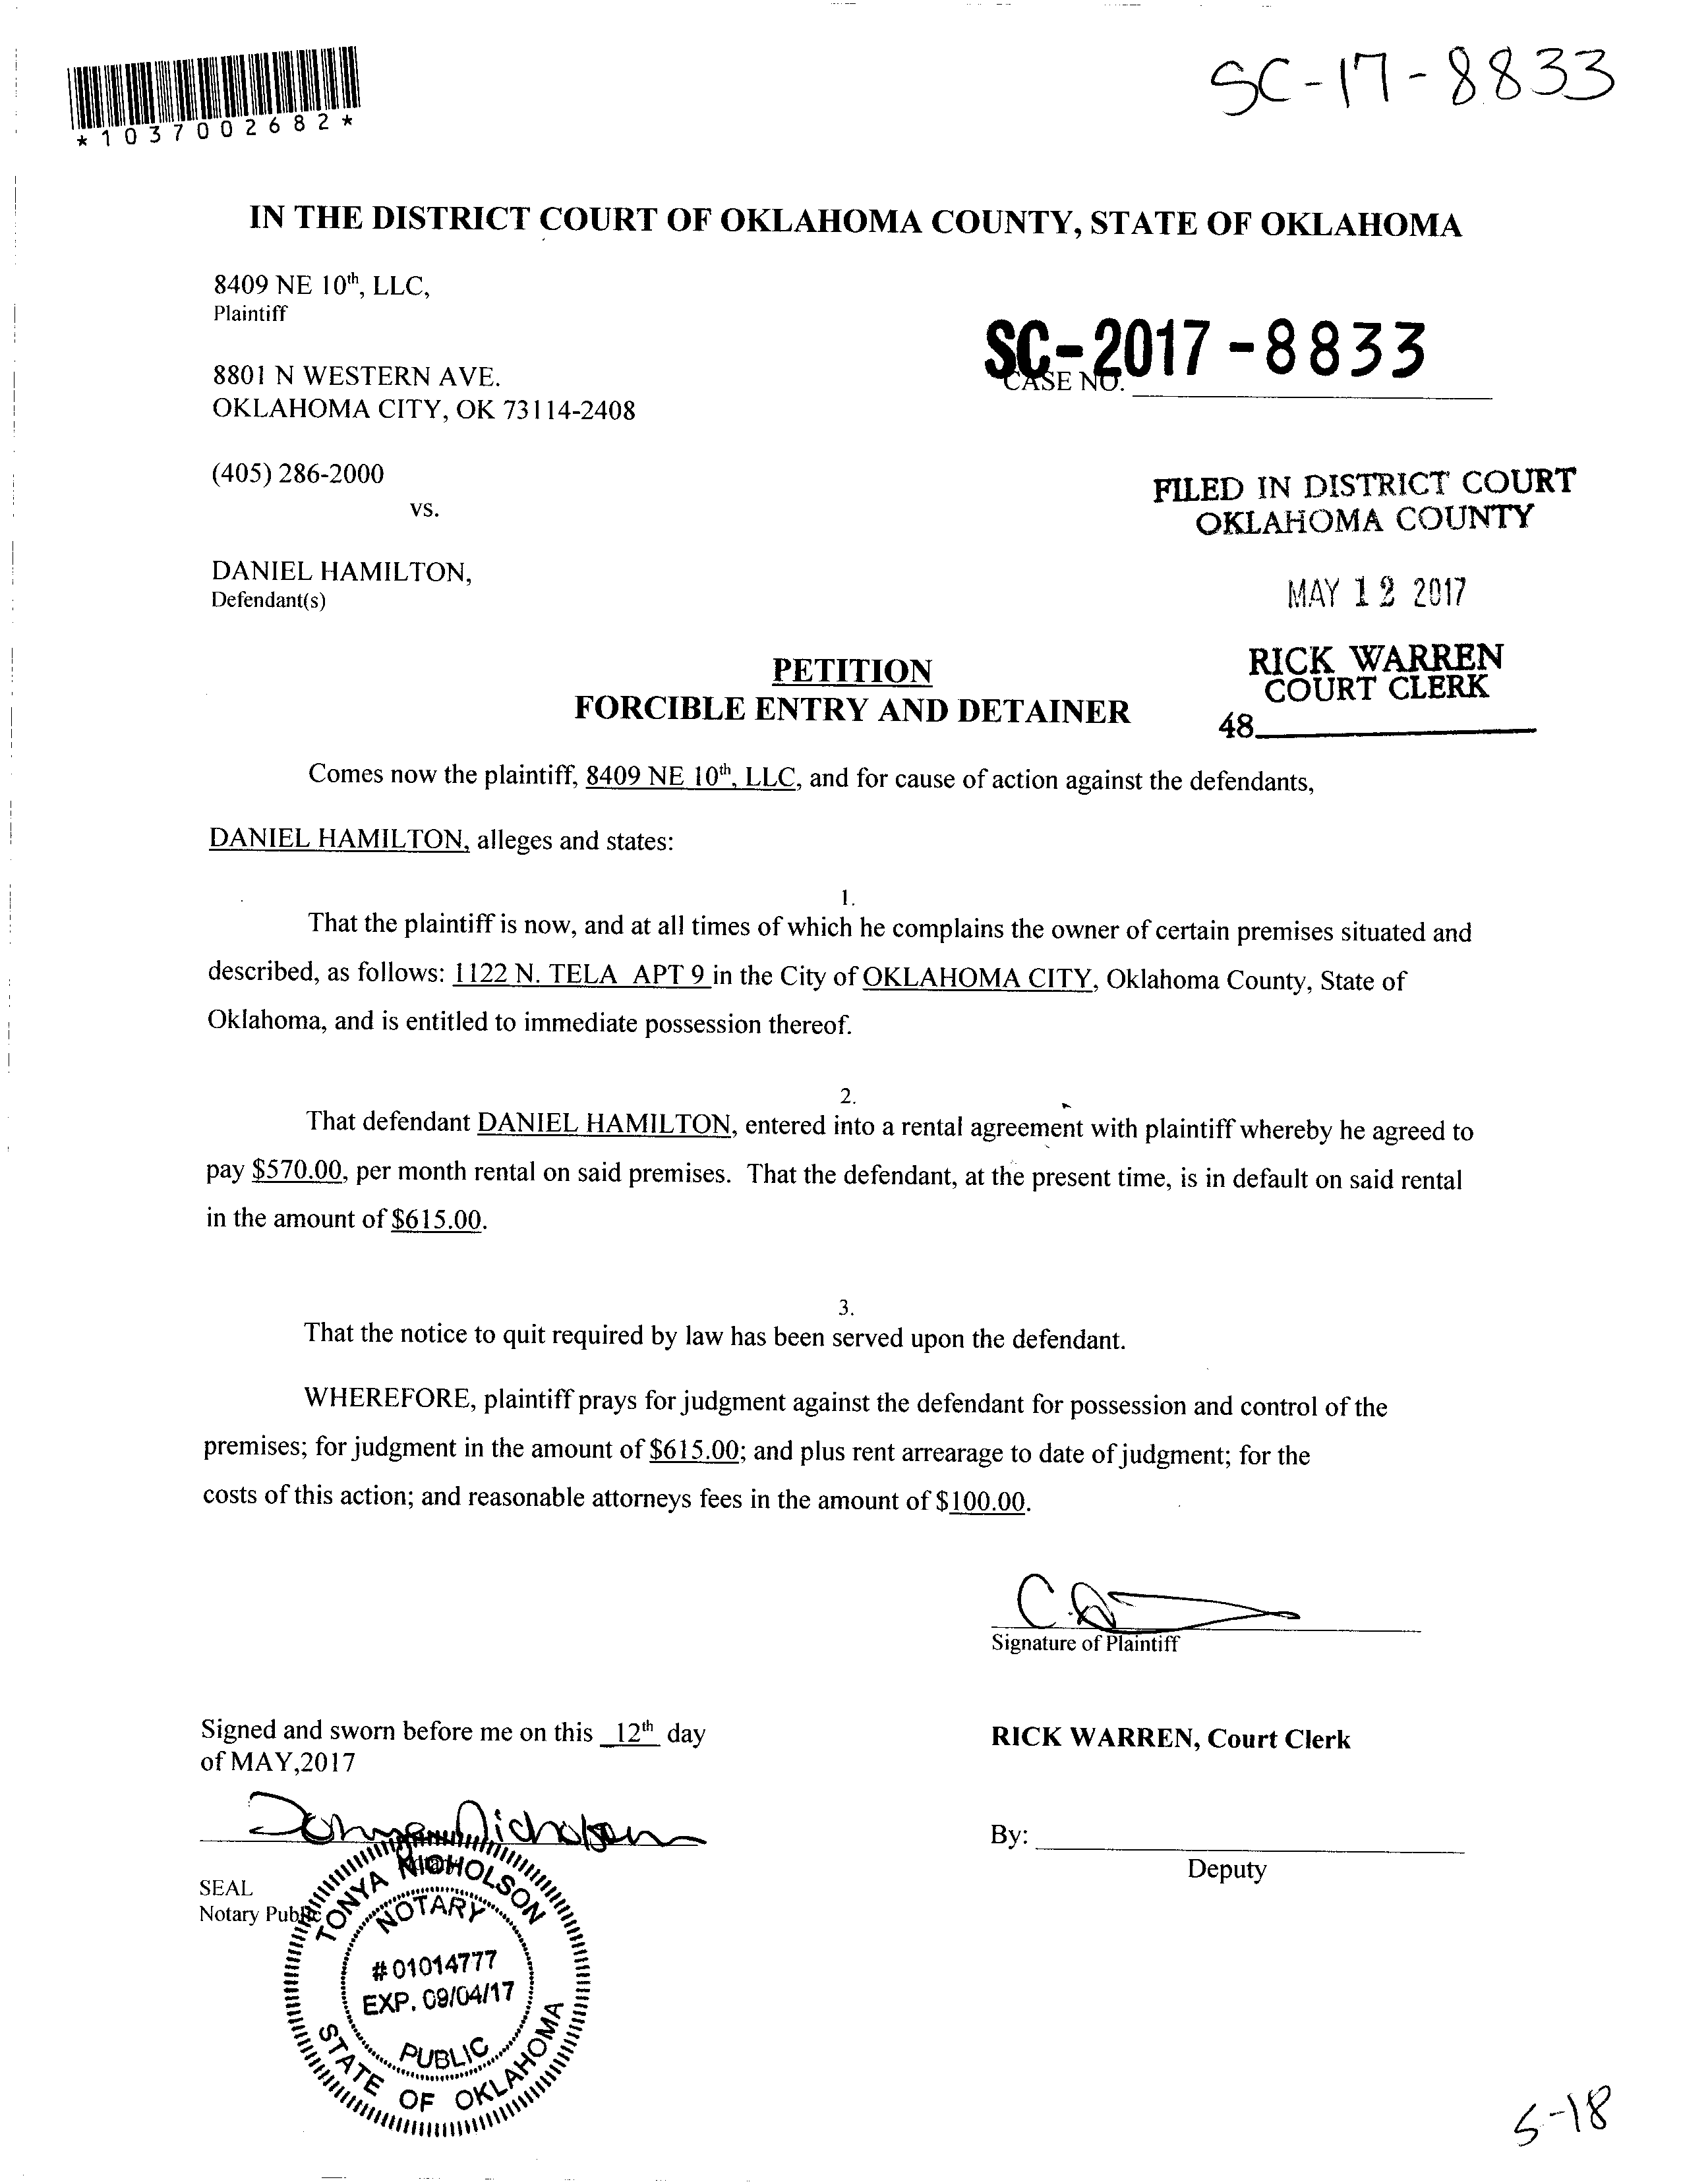 *1037002682*
SC-17-8833
IN THE DISTRICT COURT OF OKLAHOMA COUNTY, STATE OF OKLAHOMA
8409 NE 10th, LLC,
Plaintiff
8801 N WESTERN AVE.
OKLAHOMA CITY, OK 73114-2408
SC-2017-8833
CASE NO.
(405) 286-2000
vs.
FILED IN DISTRICT COURT
OKLAHOMA COUNTY
DANIEL HAMILTON,
Defendant(s)
MAY 12 2017
RICK WARREN
COURT CLERK
48
PETITION
FORCIBLE ENTRY AND DETAINER
Comes now the plaintiff, 8409 NE 10th, LLC, and for cause of action against the defendants,
DANIEL HAMILTON, alleges and states:
1.
That the plaintiff is now, and at all times of which he complains the owner of certain premises situated and
described, as follows: 1122 N. TELA APT 9 in the City of OKLAHOMA CITY, Oklahoma County, State of
Oklahoma, and is entitled to immediate possession thereof.
2.
That defendant DANIEL HAMILTON, entered into a rental agreement with plaintiff whereby he agreed to
pay $570.00, per month rental on said premises. That the defendant, at the present time, is in default on said rental
in the amount of $615.00.
3.
That the notice to quit required by law has been served upon the defendant.
WHEREFORE, plaintiff prays for judgment against the defendant for possession and control of the
premises; for judgment in the amount of $615.00; and plus rent arrearage to date of judgment; for the
costs of this action; and reasonable attorneys fees in the amount of $100.00.
Signature of Plaintiff
Signed and sworn before me on this 12th day
of MAY,2017
RICK WARREN, Court Clerk
Tonya Nicholson
Notary
By:
Deputy
SEAL
Notary Public
TONYA NICHOLSON
NOTARY
#01014777
EXP. 09/04/17
PUBLIC
STATE OF OKLAHOMA
5-18